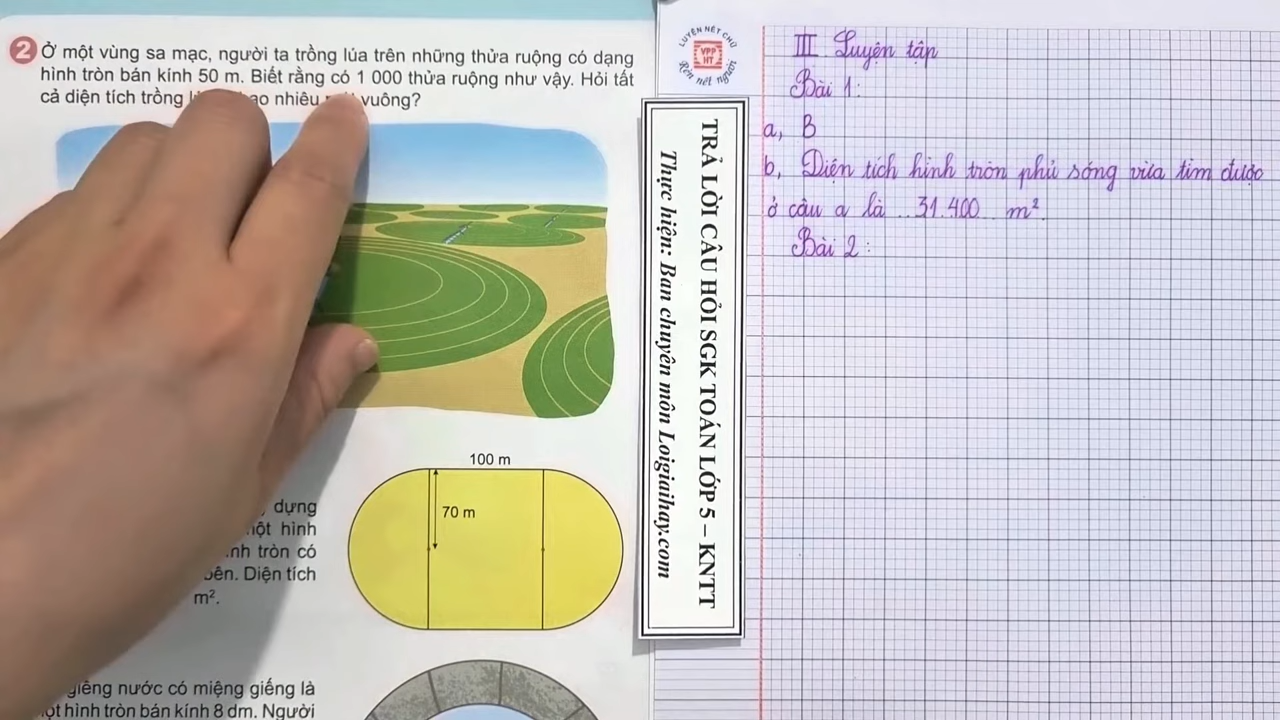 2 Ở một vùng sa mạc, người ta trồng lúa trên những thửa ruộng có dạng
hình tròn bán kính 50 m. Biết rằng có 1 000 thửa ruộng như vậy. Hỏi tất
cả diện tích trồng nhiêu vuông?
100 m
70 m
dựng
hình
tròn có
bên. Diện tích
m².
giếng nước có miệng giếng là
hình tròn bán kính 8 dm. Người
LUYỆN NÉT CHỮ
VPP
HT
Rèn nết người
TRẢ LỜI CÂU HỎI SGK TOÁN LỚP 5 – KNTT
Thực hiện: Ban chuyên môn Loigiaihay.com
III Luyện tập
Bài 1:
a, B
b, Diện tích hình tròn phủ sóng vừa tìm được
ở câu a là ..31.400.. m².
Bài 2: